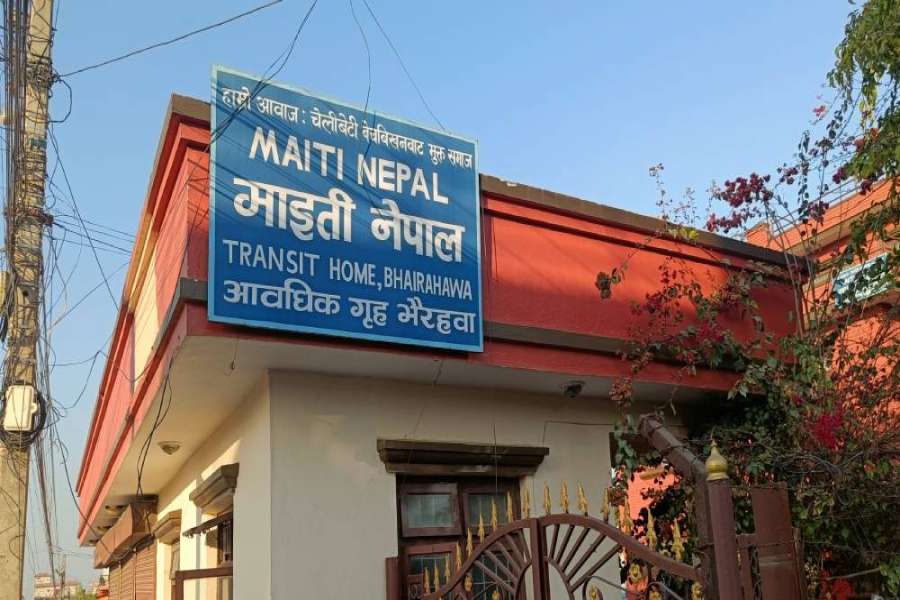 हाम्रो आवाज : चेलीबेटी बेचबिखनबाट मुक्त समाज
MAITI NEPAL
माइती नेपाल
TRANSIT HOME, BHAIRAHAWA
आवधिक गृह भैरहवा